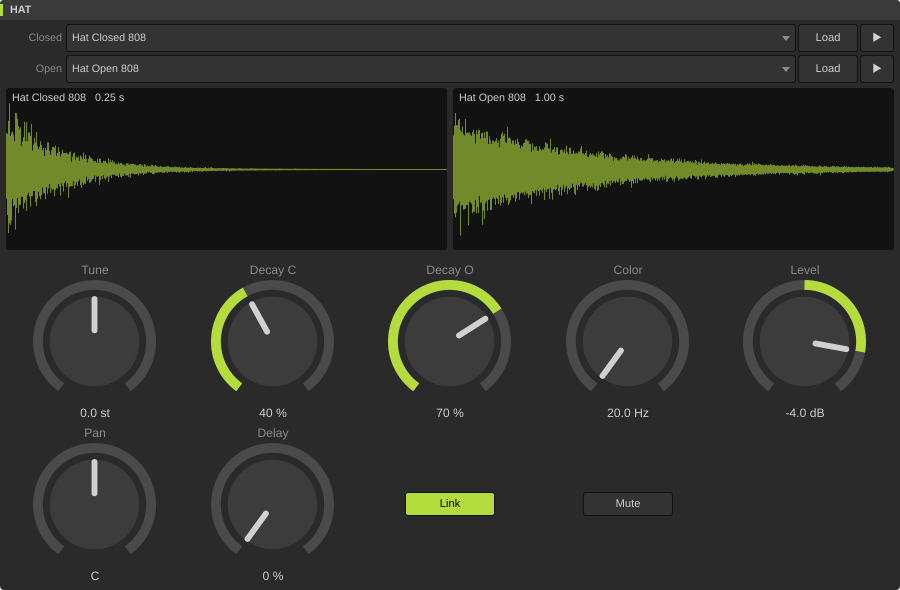 HAT
Closed Hat Closed 808 Load
Open Hat Open 808 Load
Hat Closed 808 0.25 s Hat Open 808 1.00 s
Tune Decay C Decay O Color Level
0.0 st 40 % 70 % 20.0 Hz -4.0 dB
Pan Delay
Link Mute
C 0 %